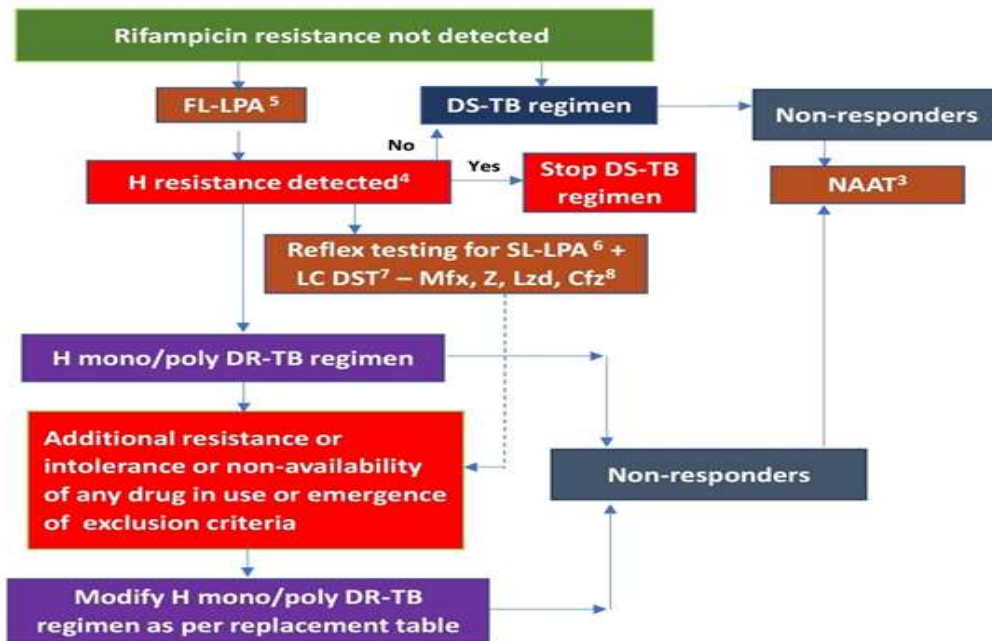 Rifampicin resistance not detected
FL-LPA ⁵
DS-TB regimen
Non-responders
No
H resistance detected⁴
Yes
Stop DS-TB
regimen
NAAT³
Reflex testing for SL-LPA ⁶ +
LC DST⁷ – Mfx, Z, Lzd, Cfz⁸
H mono/poly DR-TB regimen
Additional resistance or
intolerance or non-availability
of any drug in use or emergence
of exclusion criteria
Non-responders
Modify H mono/poly DR-TB
regimen as per replacement table